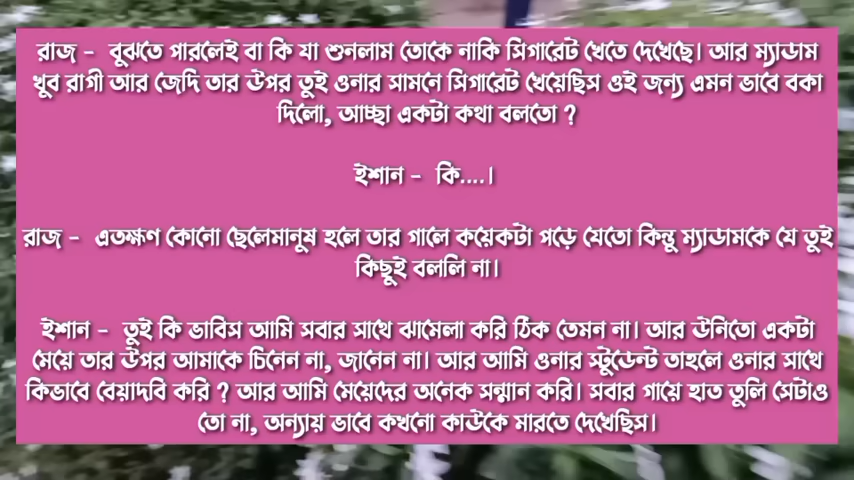 রাজ - বুঝতে পারলেই বা কি যা শুনলাম তোকে নাকি সিগারেট খেতে দেখেছে। আর ম্যাডাম
খুব রাগী আর জেদি তার উপর তুই ওনার সামনে সিগারেট খেয়েছিস ওই জন্য এমন ভাবে বকা
দিলো, আচ্ছা একটা কথা বলতো ?
ইশান - কি....।
রাজ - এতক্ষণ কোনো ছেলেমানুষ হলে তার গালে কয়েকটা পড়ে যেতো কিন্তু ম্যাডামকে যে তুই
কিছুই বললি না।
ইশান - তুই কি ভাবিস আমি সবার সাথে ঝামেলা করি ঠিক তেমন না। আর উনিতো একটা
মেয়ে তার উপর আমাকে চিনেন না, জানেন না। আর আমি ওনার স্টুডেন্ট তাহলে ওনার সাথে
কিভাবে বেয়াদবি করি ? আর আমি মেয়েদের অনেক সন্মান করি। সবার গায়ে হাত তুলি সেটাও
তো না, অন্যায় ভাবে কখনো কাউকে মারতে দেখেছিস।